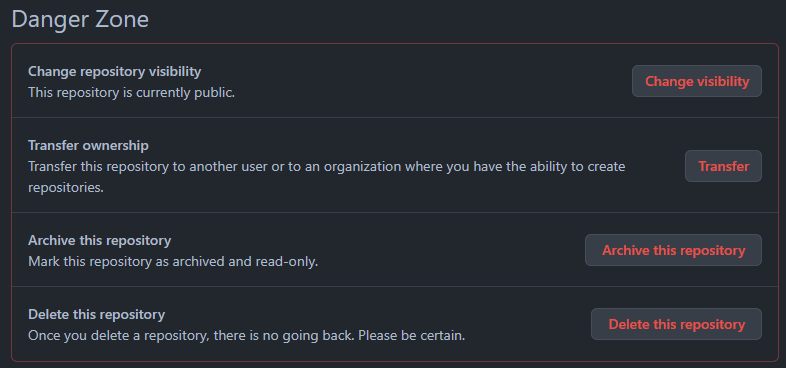 Danger Zone
Change repository visibility
This repository is currently public.
Change visibility
Transfer ownership
Transfer this repository to another user or to an organization where you have the ability to create
repositories.
Transfer
Archive this repository
Mark this repository as archived and read-only.
Archive this repository
Delete this repository
Once you delete a repository, there is no going back. Please be certain.
Delete this repository